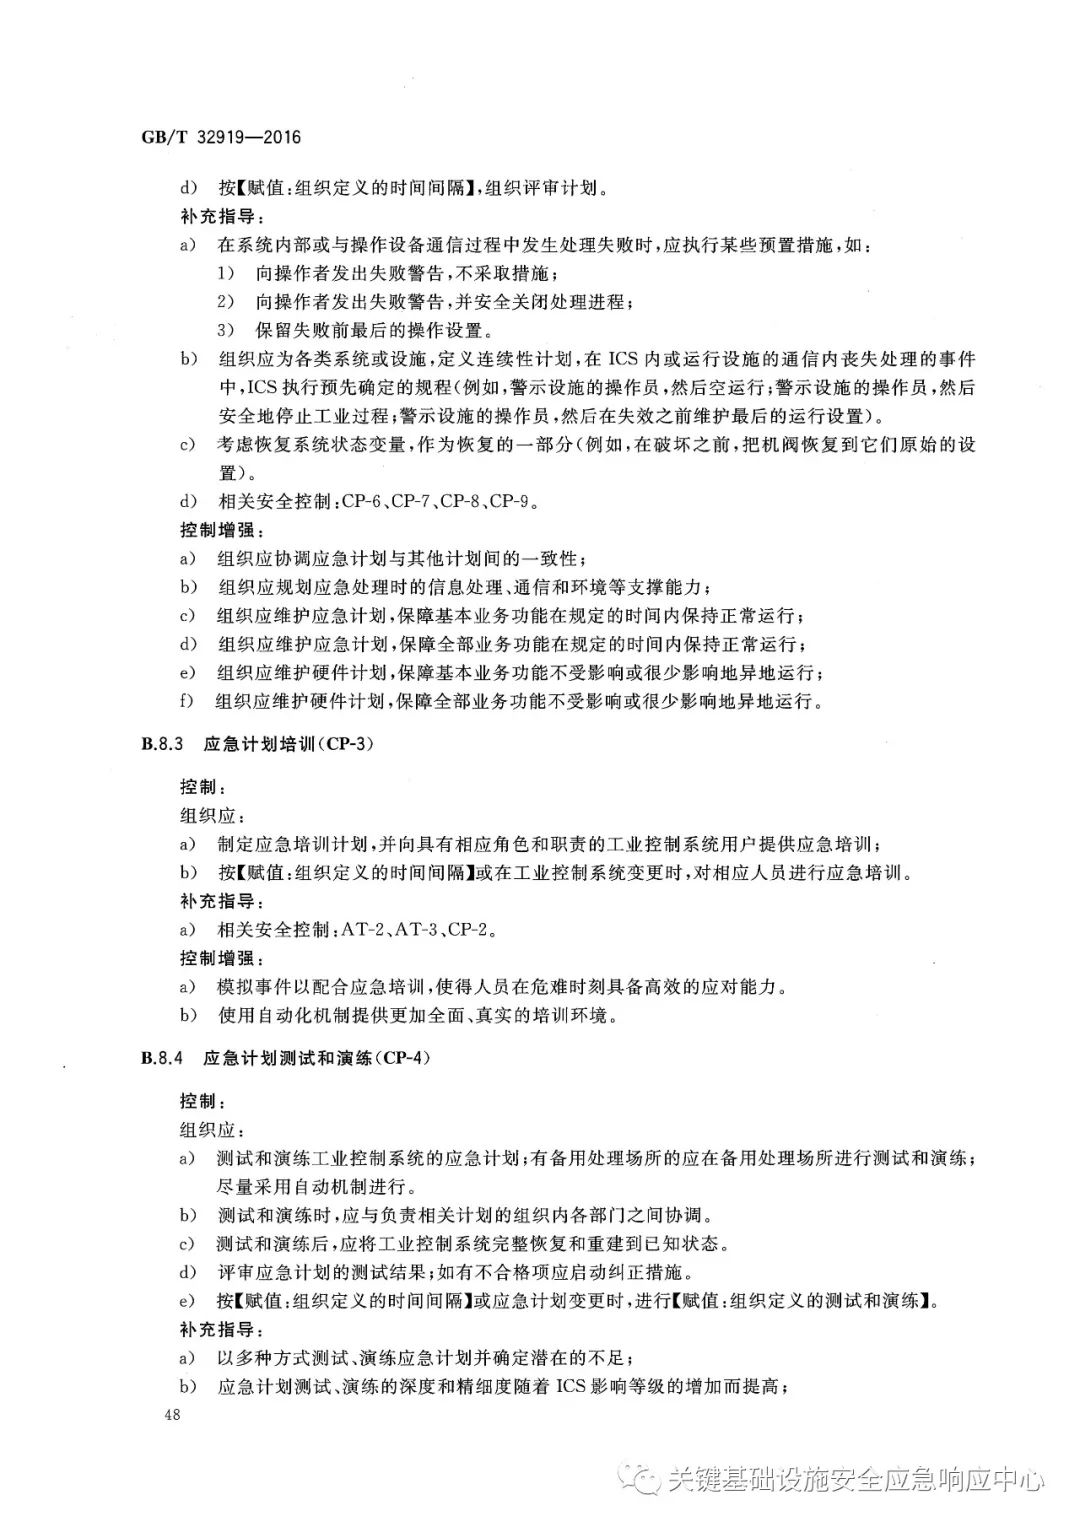 GB/T 32919—2016
d) 按【赋值:组织定义的时间间隔】,组织评审计划。
补充指导:
a) 在系统内部或与操作设备通信过程中发生处理失败时,应执行某些预置措施,如:
1) 向操作者发出失败警告,不采取措施;
2) 向操作者发出失败警告,并安全关闭处理进程;
3) 保留失败前最后的操作设置。
b) 组织应为各类系统或设施,定义连续性计划,在 ICS 内或运行设施的通信内丧失处理的事件
中,ICS 执行预先确定的规程(例如,警示设施的操作员,然后空运行;警示设施的操作员,然后
安全地停止工业过程;警示设施的操作员,然后在失效之前维护最后的运行设置)。
c) 考虑恢复系统状态变量,作为恢复的一部分(例如,在破坏之前,把机阀恢复到它们原始的设
置)。
d) 相关安全控制:CP-6、CP-7、CP-8、CP-9。
控制增强:
a) 组织应协调应急计划与其他计划间的一致性;
b) 组织应规划应急处理时的信息处理、通信和环境等支撑能力;
c) 组织应维护应急计划,保障基本业务功能在规定的时间内保持正常运行;
d) 组织应维护应急计划,保障全部业务功能在规定的时间内保持正常运行;
e) 组织应维护硬件计划,保障基本业务功能不受影响或很少影响地异地运行;
f) 组织应维护硬件计划,保障全部业务功能不受影响或很少影响地异地运行。
B.8.3 应急计划培训(CP-3)
控制:
组织应:
a) 制定应急培训计划,并向具有相应角色和职责的工业控制系统用户提供应急培训;
b) 按【赋值:组织定义的时间间隔】或在工业控制系统变更时,对相应人员进行应急培训。
补充指导:
a) 相关安全控制:AT-2、AT-3、CP-2。
控制增强:
a) 模拟事件以配合应急培训,使得人员在危难时刻具备高效的应对能力。
b) 使用自动化机制提供更加全面、真实的培训环境。
B.8.4 应急计划测试和演练(CP-4)
控制:
组织应:
a) 测试和演练工业控制系统的应急计划;有备用处理场所的应在备用处理场所进行测试和演练;
尽量采用自动机制进行。
b) 测试和演练时,应与负责相关计划的组织内各部门之间协调。
c) 测试和演练后,应将工业控制系统完整恢复和重建到已知状态。
d) 评审应急计划的测试结果;如有不合格项应启动纠正措施。
e) 按【赋值:组织定义的时间间隔】或应急计划变更时,进行【赋值:组织定义的测试和演练】。
补充指导:
a) 以多种方式测试、演练应急计划并确定潜在的不足;
b) 应急计划测试、演练的深度和精细度随着 ICS 影响等级的增加而提高;
48
关键基础设施安全应急响应中心